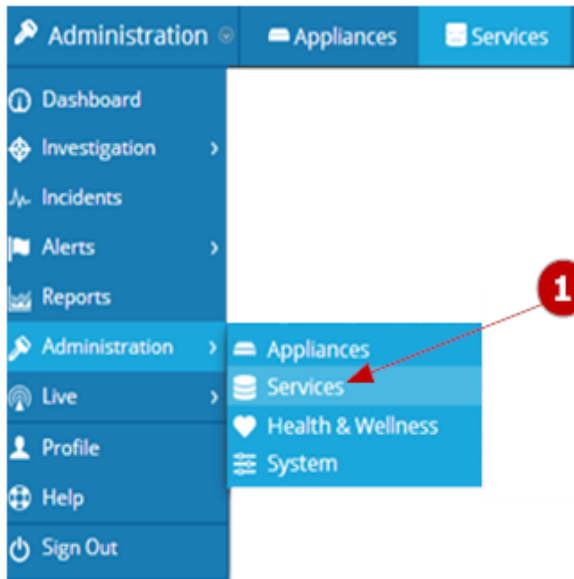 Administration Appliances Services
Dashboard
Investigation
Incidents
Alerts
Reports
Administration
Live
Profile
Help
Sign Out
Appliances
Services
Health & Wellness
System
1